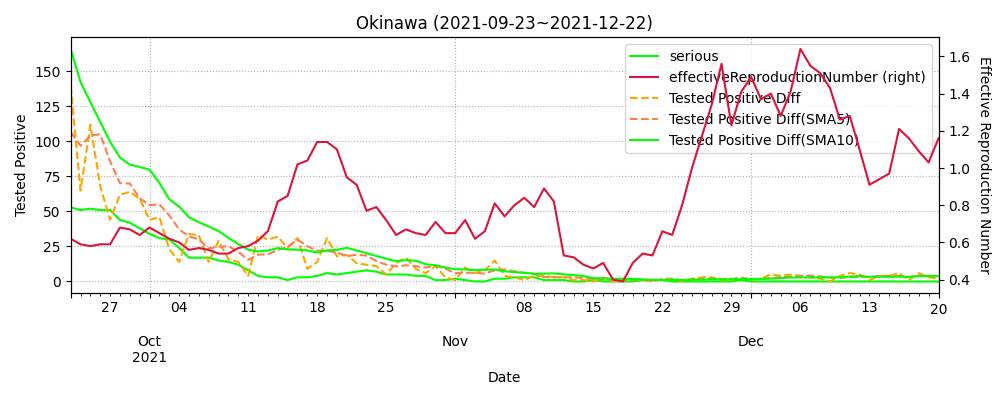 Okinawa (2021-09-23~2021-12-22)
serious
effectiveReproductionNumber (right)
Tested Positive Diff
Tested Positive Diff(SMA5)
Tested Positive Diff(SMA10)
Tested Positive
150
125
100
75
50
25
0
Effective Reproduction Number
1.6
1.4
1.2
1.0
0.8
0.6
0.4
27 04 11 18 25 08 15 22 29 06 13 20
Oct Nov Dec
2021
Date